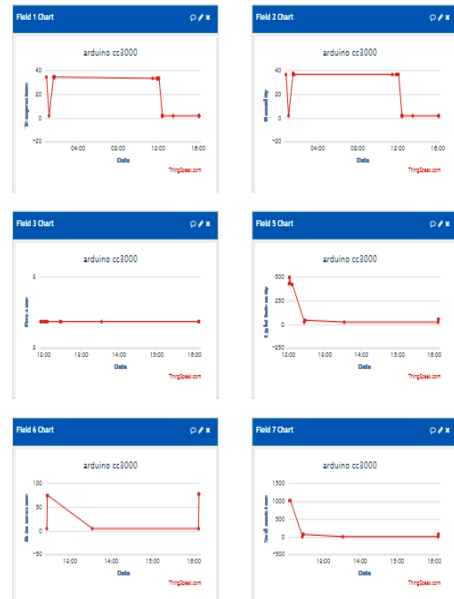 Field 1 Chart
arduino cc3000
40
20
0
-20
04:00 08:00 12:00 16:00
Date
ThingSpeak.com
Field 2 Chart
arduino cc3000
40
20
0
-20
04:00 08:00 12:00 16:00
Date
ThingSpeak.com
Field 3 Chart
arduino cc3000
12:00 13:00 14:00 15:00 16:00
Date
ThingSpeak.com
Field 5 Chart
arduino cc3000
500
250
0
-250
12:00 13:00 14:00 15:00 16:00
Date
ThingSpeak.com
Field 6 Chart
arduino cc3000
100
50
0
-50
13:00 14:00 15:00 16:00
Date
ThingSpeak.com
Field 7 Chart
arduino cc3000
1500
1000
500
0
-500
13:00 14:00 15:00 16:00
Date
ThingSpeak.com